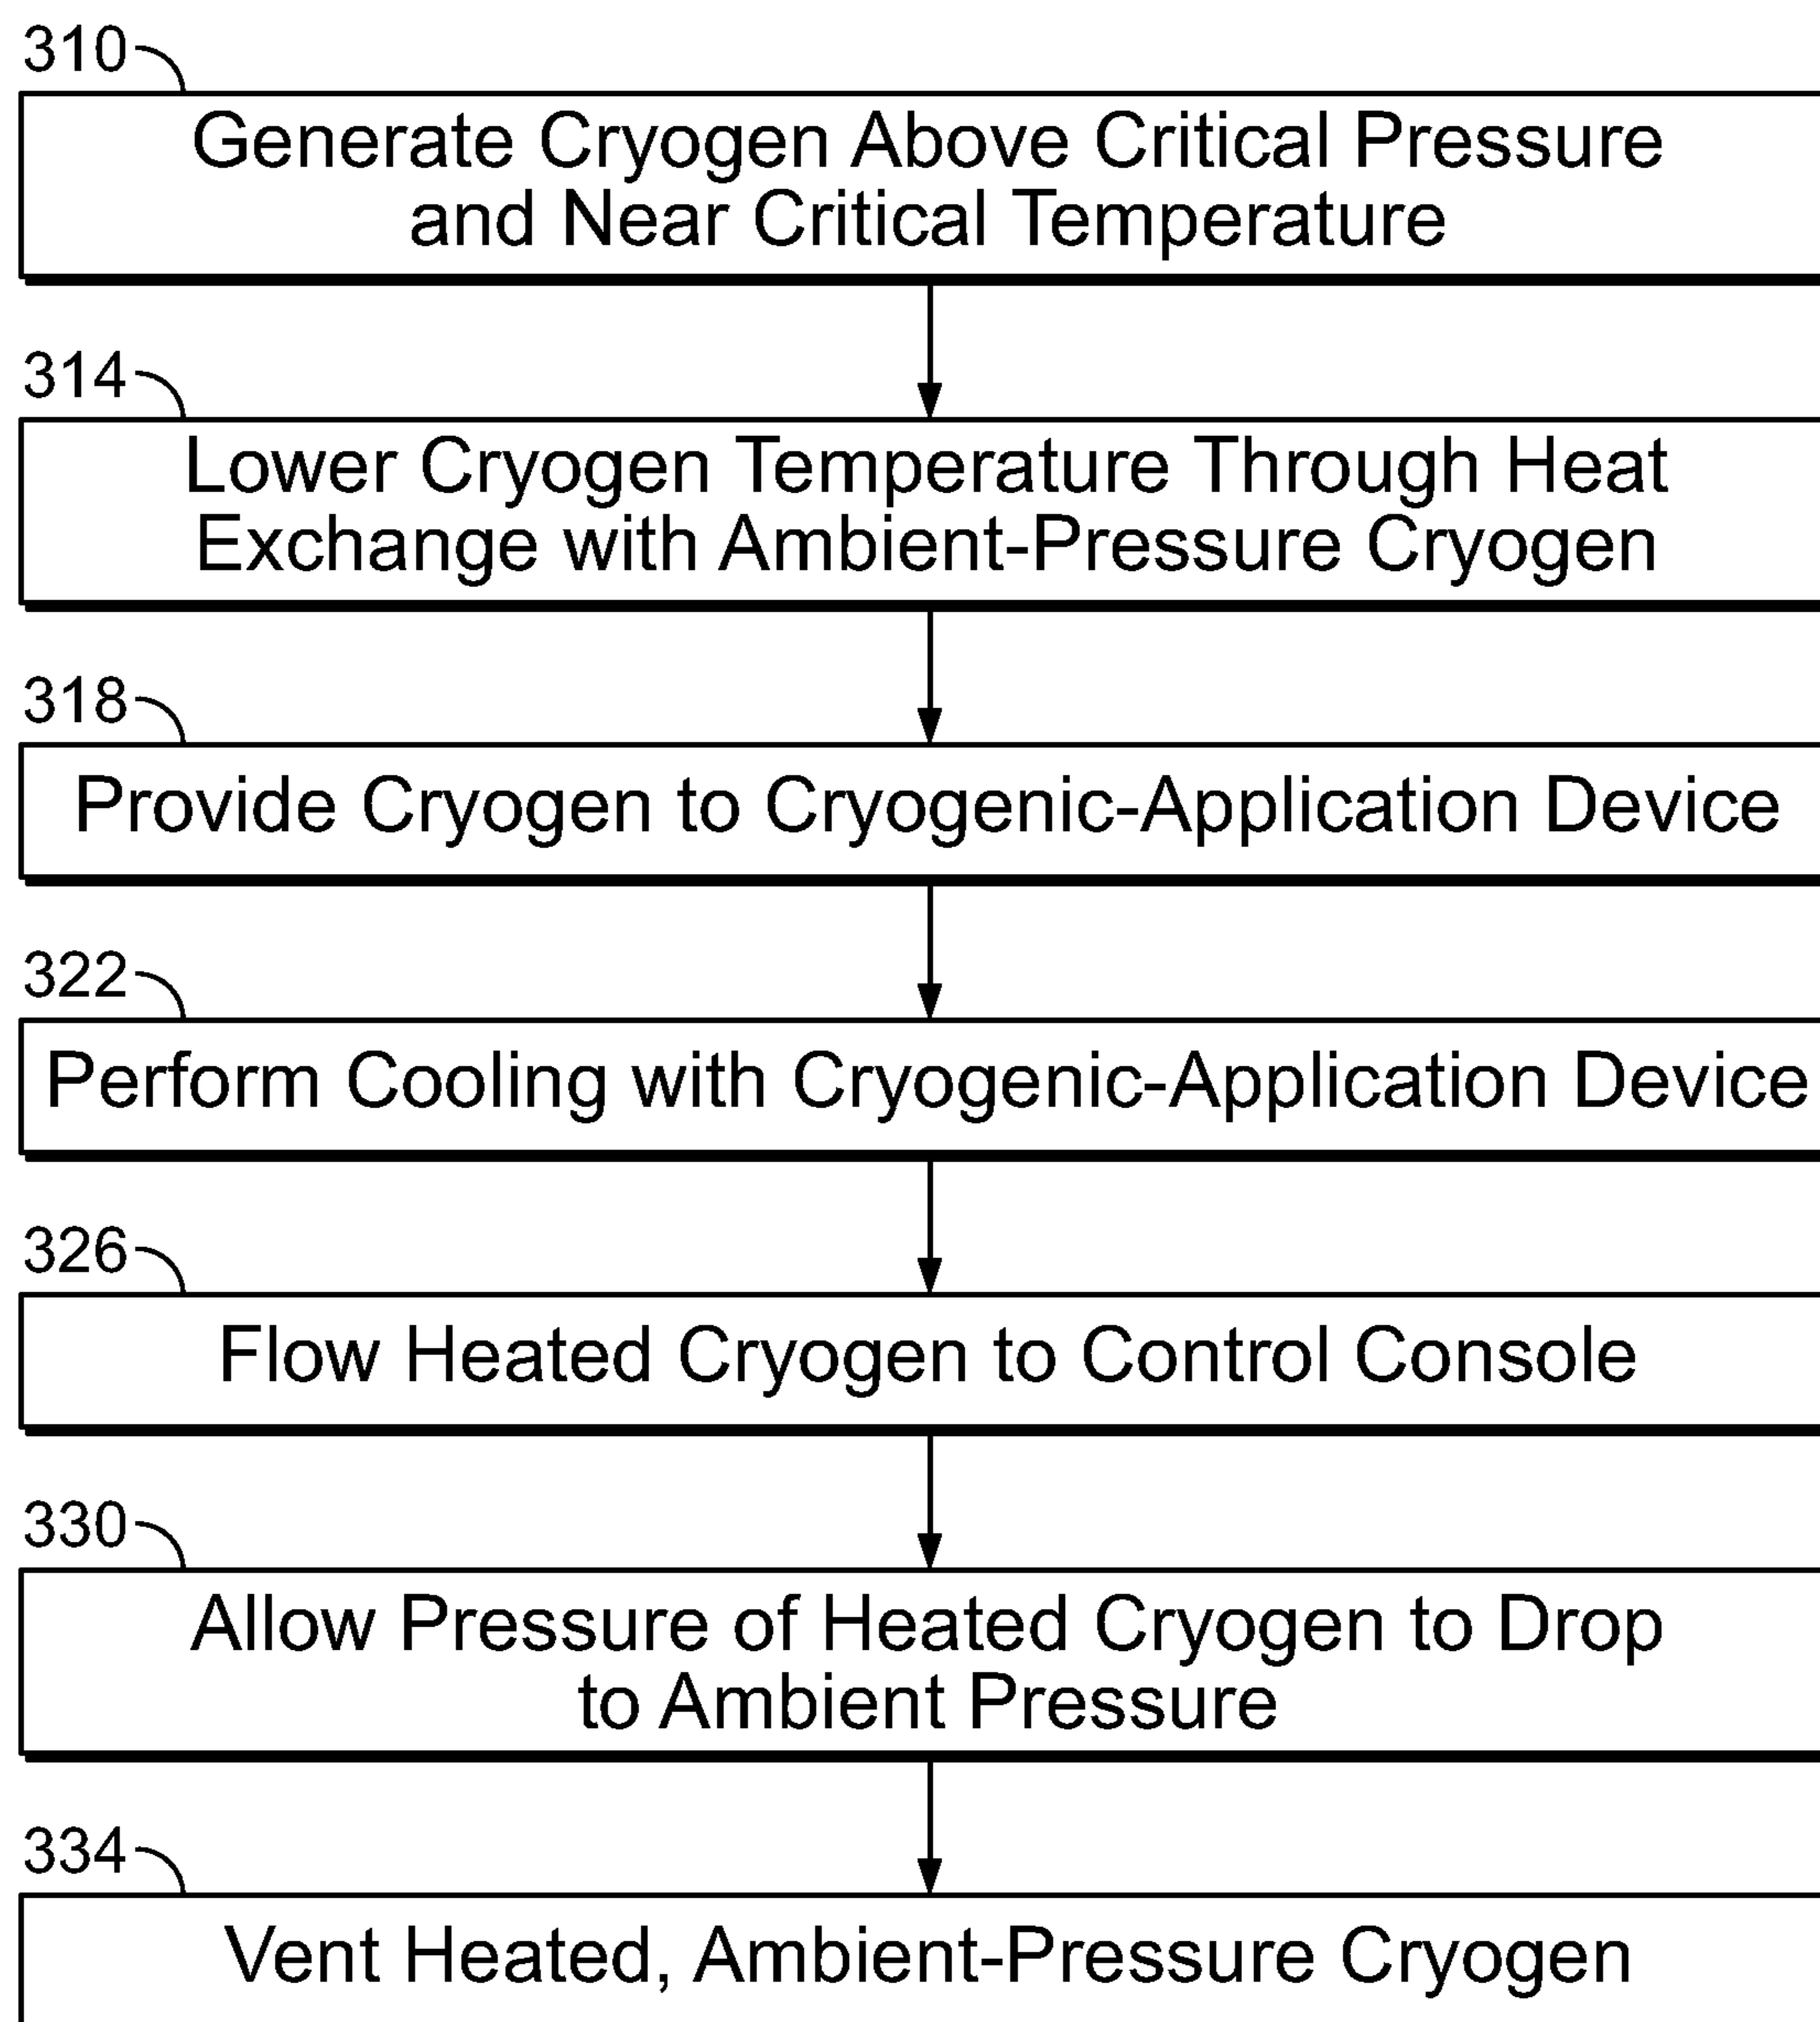 310
Generate Cryogen Above Critical Pressure
and Near Critical Temperature
314
Lower Cryogen Temperature Through Heat
Exchange with Ambient-Pressure Cryogen
318
Provide Cryogen to Cryogenic-Application Device
322
Perform Cooling with Cryogenic-Application Device
326
Flow Heated Cryogen to Control Console
330
Allow Pressure of Heated Cryogen to Drop
to Ambient Pressure
334
Vent Heated, Ambient-Pressure Cryogen